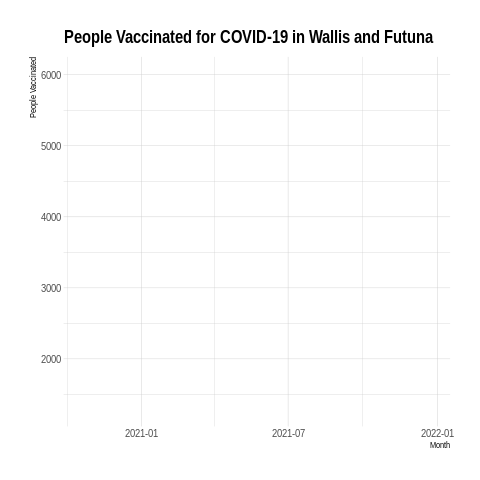 People Vaccinated for COVID-19 in Wallis and Futuna
People Vaccinated
6000
5000
4000
3000
2000
2021-01 2021-07 2022-01
Month